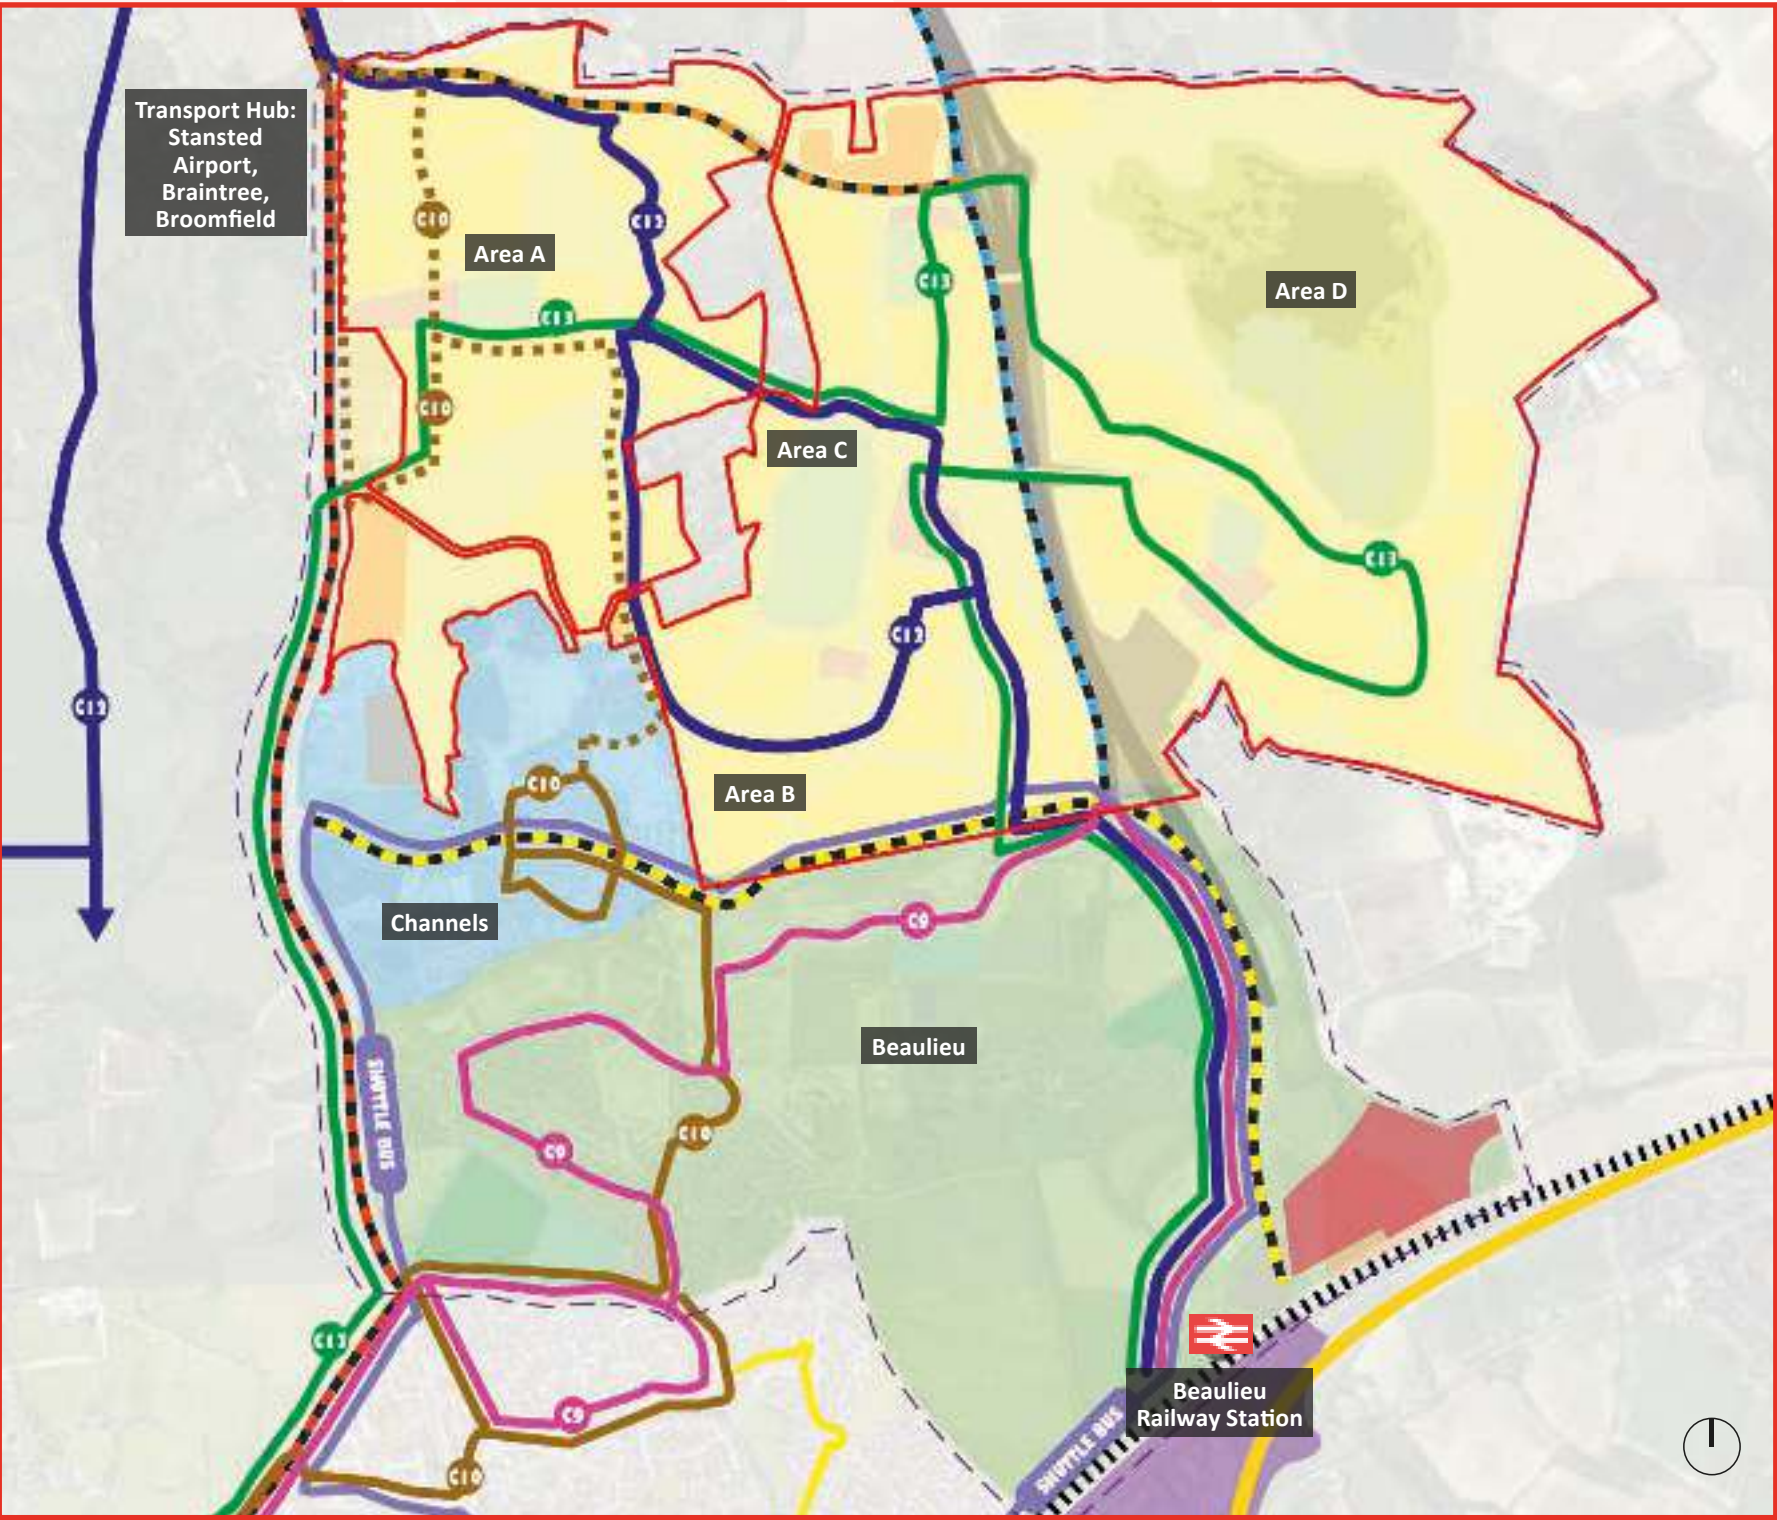 Transport Hub:
Stansted
Airport,
Braintree,
Broomfield
C10
C12
Area A
C13
C13
Area D
C10
Area C
C13
C12
C12
C10
Area B
Channels
C9
Beaulieu
SHUTTLE BUS
C10
C9
C13
C9
C10
Beaulieu
Railway Station
SHUTTLE BUS